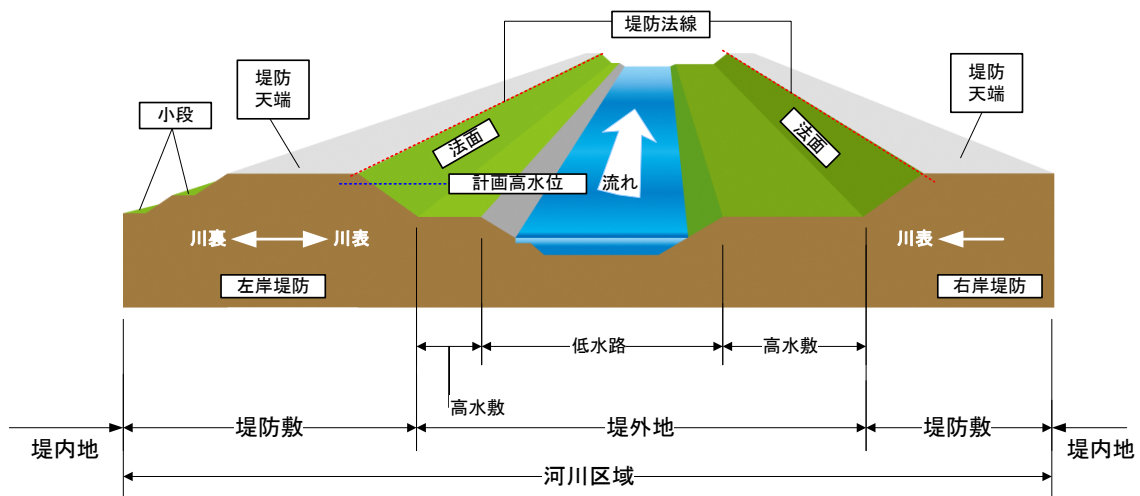 堤防法線
堤防
天端
堤防
天端
小段
法面
法面
計画高水位
流れ
川裏
川表
川表
左岸堤防
右岸堤防
低水路
高水敷
高水敷
堤防敷
堤外地
堤防敷
堤内地
堤内地
河川区域